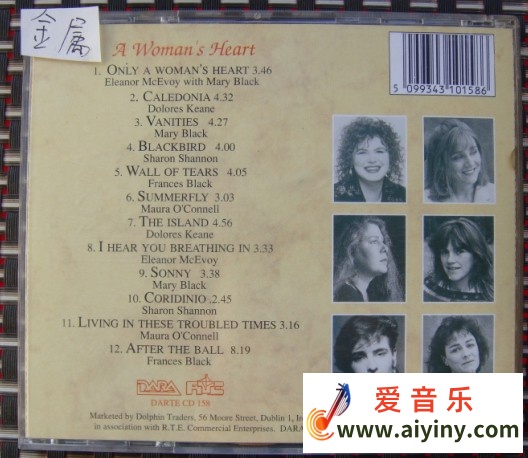 金属
A Woman's Heart
1. ONLY A WOMAN'S HEART 3.46
Eleanor McEvoy with Mary Black
2. CALEDONIA 4.32
Dolores Keane
3. VANITIES 4.27
Mary Black
4. BLACKBIRD 4.00
Sharon Shannon
5. WALL OF TEARS 4.05
Frances Black
6. SUMMERFLY 3.03
Maura O'Connell
7. THE ISLAND 4.56
Dolores Keane
8. I HEAR YOU BREATHING IN 3.33
Eleanor McEvoy
9. SONNY 3.38
Mary Black
10. CORIDINIO .2.45
Sharon Shannon
11. LIVING IN THESE TROUBLED TIMES 3.16
Maura O'Connell
12. AFTER THE BALL 8.19
Frances Black
DARA
DARTE CD 158
Marketed by Dolphin Traders, 56 Moore Street, Dublin 1,
in association with R.T.E. Commercial Enterprises. DARA
5 099343 101586
爱音乐
www.aiyiny.com